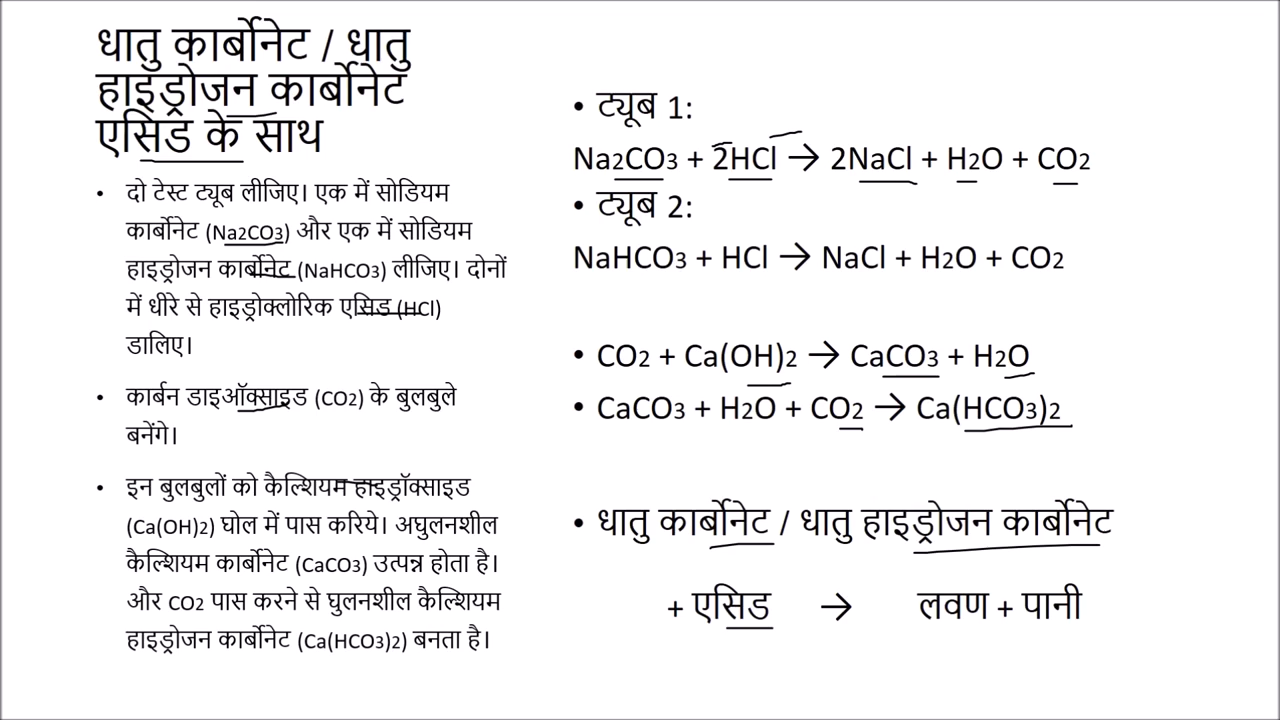 धातु कार्बोनेट / धातु
हाइड्रोजन कार्बोनेट
एसिड के साथ
• दो टेस्ट ट्यूब लीजिए। एक में सोडियम
कार्बोनेट (Na2CO3) और एक में सोडियम
हाइड्रोजन कार्बोनेट (NaHCO3) लीजिए। दोनों
में धीरे से हाइड्रोक्लोरिक एसिड (HCl)
डालिए।
• कार्बन डाइऑक्साइड (CO2) के बुलबुले
बनेंगे।
• इन बुलबुलों को कैल्शियम हाइड्रॉक्साइड
(Ca(OH)2) घोल में पास करिये। अघुलनशील
कैल्शियम कार्बोनेट (CaCO3) उत्पन्न होता है।
और CO2 पास करने से घुलनशील कैल्शियम
हाइड्रोजन कार्बोनेट (Ca(HCO3)2) बनता है।
• ट्यूब 1:
Na2CO3 + 2HCl → 2NaCl + H2O + CO2
• ट्यूब 2:
NaHCO3 + HCl → NaCl + H2O + CO2
• CO2 + Ca(OH)2 → CaCO3 + H2O
• CaCO3 + H2O + CO2 → Ca(HCO3)2
• धातु कार्बोनेट / धातु हाइड्रोजन कार्बोनेट
+ एसिड → लवण + पानी